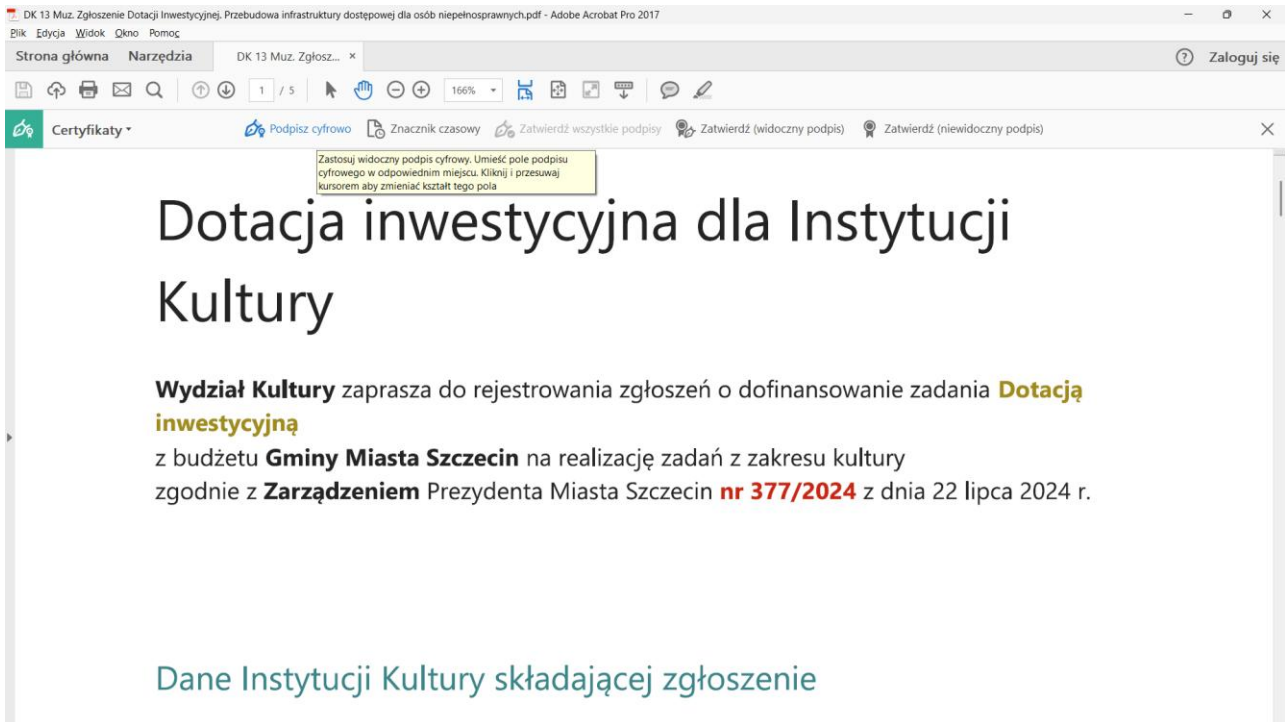 DK 13 Muz. Zgłoszenie Dotacji Inwestycyjnej. Przebudowa infrastruktury dostępowej dla osób niepełnosprawnych.pdf - Adobe Acrobat Pro 2017
Plik Edycja Widok Okno Pomoc
Strona główna Narzędzia DK 13 Muz. Zgłosz... × Zaloguj się
1 / 5 166%
Certyfikaty Podpisz cyfrowo Znacznik czasowy Zatwierdź wszystkie podpisy Zatwierdź (widoczny podpis) Zatwierdź (niewidoczny podpis)
Zastosuj widoczny podpis cyfrowy. Umieść pole podpisu
cyfrowego w odpowiednim miejscu. Kliknij i przesuwaj
kursorem aby zmieniać kształt tego pola
Dotacja inwestycyjna dla Instytucji
Kultury
Wydział Kultury zaprasza do rejestrowania zgłoszeń o dofinansowanie zadania Dotacją
inwestycyjną
z budżetu Gminy Miasta Szczecin na realizację zadań z zakresu kultury
zgodnie z Zarządzeniem Prezydenta Miasta Szczecin nr 377/2024 z dnia 22 lipca 2024 r.
Dane Instytucji Kultury składającej zgłoszenie